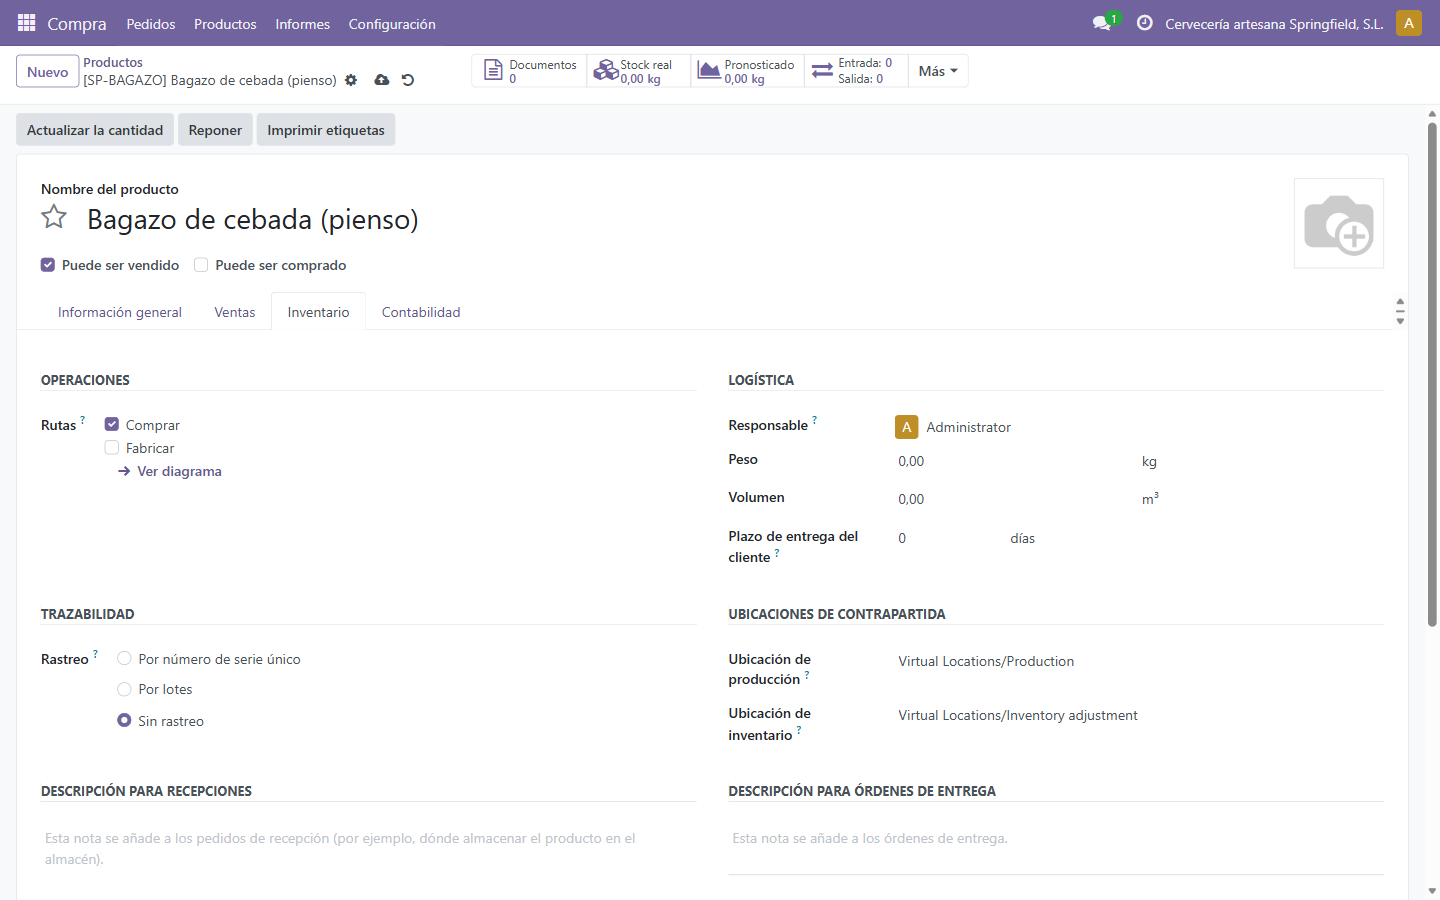 Compra Pedidos Productos Informes Configuración 1 Cervecería artesana Springfield, S.L. A
Nuevo
Productos
[SP-BAGAZO] Bagazo de cebada (pienso)
Documentos
0
Stock real
0,00 kg
Pronosticado
0,00 kg
Entrada: 0
Salida: 0
Más
Actualizar la cantidad Reponer Imprimir etiquetas
Nombre del producto
Bagazo de cebada (pienso)
Puede ser vendido Puede ser comprado
Información general Ventas Inventario Contabilidad
OPERACIONES
Rutas ? Comprar
Fabricar
Ver diagrama
LOGÍSTICA
Responsable ? A Administrator
Peso 0,00 kg
Volumen 0,00 m³
Plazo de entrega del
cliente ? 0 días
TRAZABILIDAD
Rastreo ? Por número de serie único
Por lotes
Sin rastreo
UBICACIONES DE CONTRAPARTIDA
Ubicación de
producción ? Virtual Locations/Production
Ubicación de
inventario ? Virtual Locations/Inventory adjustment
DESCRIPCIÓN PARA RECEPCIONES
Esta nota se añade a los pedidos de recepción (por ejemplo, dónde almacenar el producto en el
almacén).
DESCRIPCIÓN PARA ÓRDENES DE ENTREGA
Esta nota se añade a los órdenes de entrega.